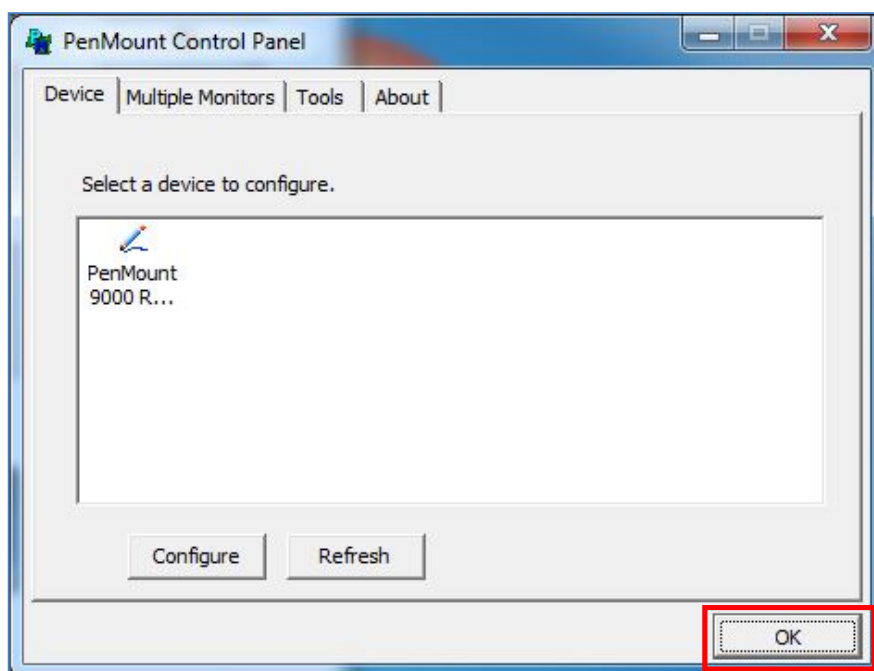 PenMount Control Panel
Device Multiple Monitors Tools About
Select a device to configure.
PenMount
9000 R...
Configure Refresh
OK